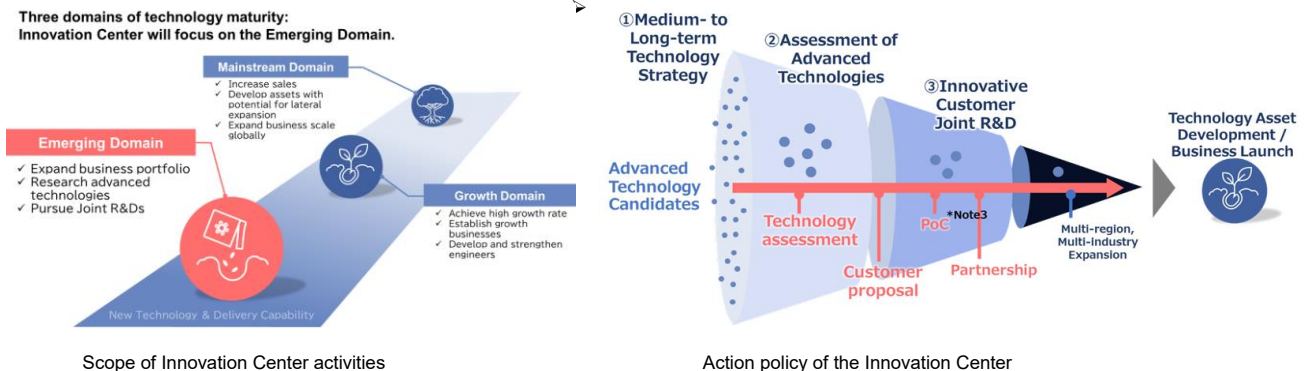 Three domains of technology maturity:
Innovation Center will focus on the Emerging Domain.
Mainstream Domain
✓ Increase sales
✓ Develop assets with
potential for lateral
expansion
✓ Expand business scale
globally
Emerging Domain
✓ Expand business portfolio
✓ Research advanced
technologies
✓ Pursue Joint R&Ds
Growth Domain
✓ Achieve high growth rate
✓ Establish growth
businesses
✓ Develop and strengthen
engineers
New Technology & Delivery Capability
Scope of Innovation Center activities
①Medium- to
Long-term
Technology
Strategy
②Assessment of
Advanced
Technologies
③Innovative
Customer
Joint R&D
Technology Asset
Development /
Business Launch
Advanced
Technology
Candidates
Technology
assessment
Customer
proposal
PoC
*Note3
Partnership
Multi-region,
Multi-industry
Expansion
Action policy of the Innovation Center